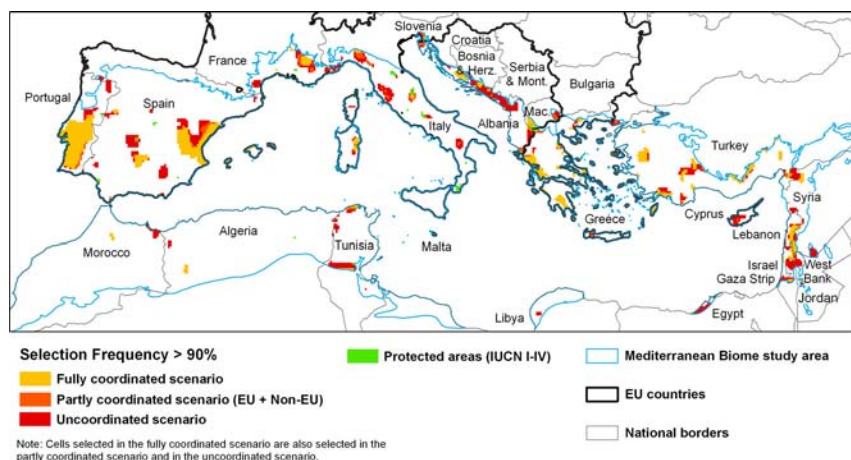 Slovenia
Croatia
France
Bosnia
& Herz.
Serbia
& Mont.
Bulgaria
Portugal
Spain
Italy
Mac.
Albania
Turkey
Greece
Cyprus
Syria
Lebanon
Morocco
Algeria
Tunisia
Malta
Israel
West
Bank
Gaza Strip
Jordan
Libya
Egypt
Selection Frequency > 90%
Fully coordinated scenario
Partly coordinated scenario (EU + Non-EU)
Uncoordinated scenario
Note: Cells selected in the fully coordinated scenario are also selected in the
partly coordinated scenario and in the uncoordinated scenario.
Protected areas (IUCN I-IV)
Mediterranean Biome study area
EU countries
National borders